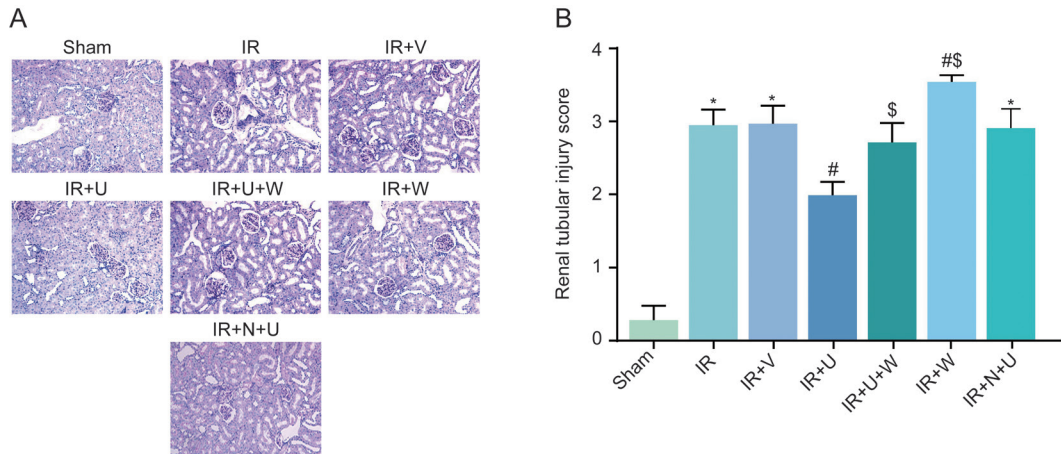 A
Sham
IR
IR+V
IR+U
IR+U+W
IR+W
IR+N+U
B
Renal tubular injury score
4
3
2
1
0
*
*
#
$
#$
*
Sham
IR
IR+V
IR+U
IR+U+W
IR+W
IR+N+U